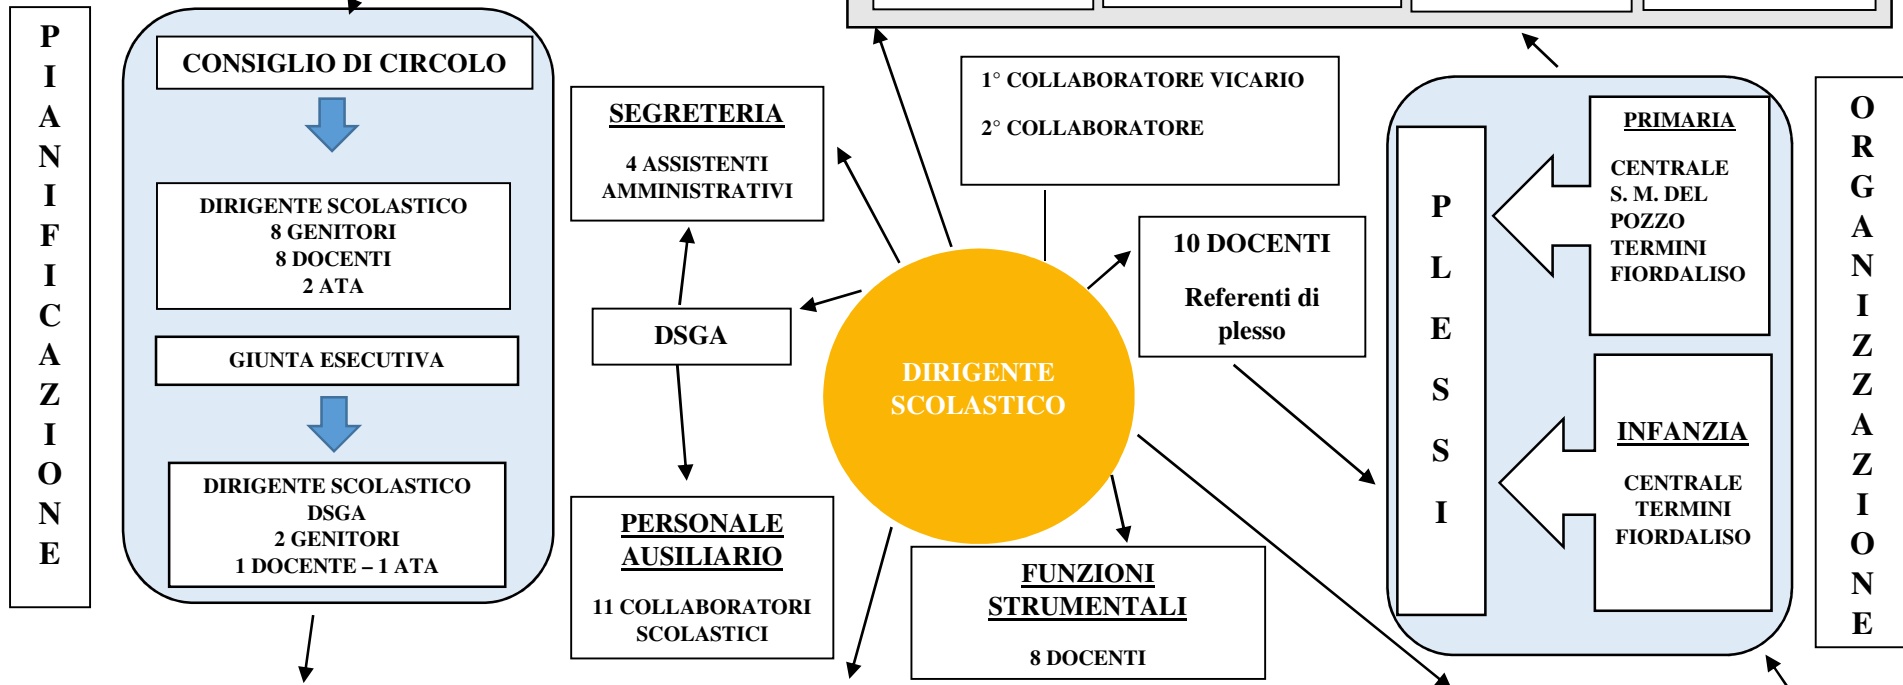 PIANIFICAZIONE
CONSIGLIO DI CIRCOLO
DIRIGENTE SCOLASTICO
8 GENITORI
8 DOCENTI
2 ATA
GIUNTA ESECUTIVA
DIRIGENTE SCOLASTICO
DSGA
2 GENITORI
1 DOCENTE – 1 ATA
SEGRETERIA
4 ASSISTENTI
AMMINISTRATIVI
DSGA
PERSONALE
AUSILIARIO
11 COLLABORATORI
SCOLASTICI
1° COLLABORATORE VICARIO
2° COLLABORATORE
DIRIGENTE
SCOLASTICO
10 DOCENTI
Referenti di
plesso
FUNZIONI
STRUMENTALI
8 DOCENTI
PLESSI
PRIMARIA
CENTRALE
S. M. DEL
POZZO
TERMINI
FIORDALISO
INFANZIA
CENTRALE
TERMINI
FIORDALISO
ORGANIZZAZIONE